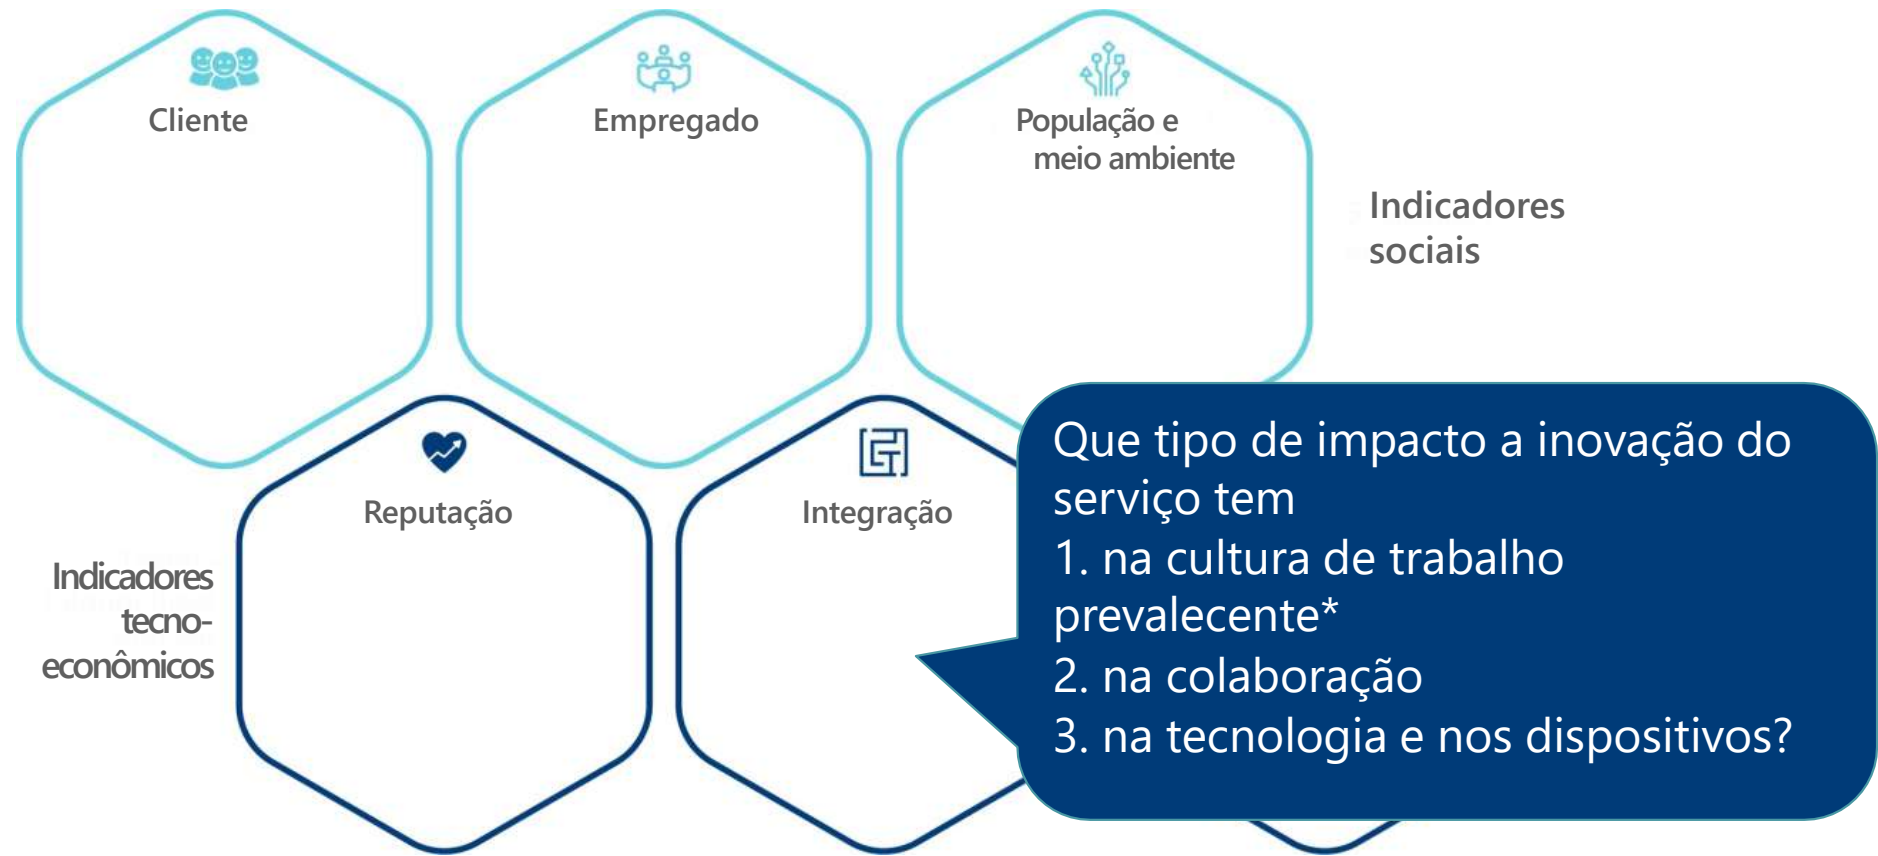 Cliente
Empregado
População e
meio ambiente
Indicadores
sociais
Reputação
Integração
Indicadores
tecno-
econômicos
Que tipo de impacto a inovação do
serviço tem
1. na cultura de trabalho
prevalecente*
2. na colaboração
3. na tecnologia e nos dispositivos?